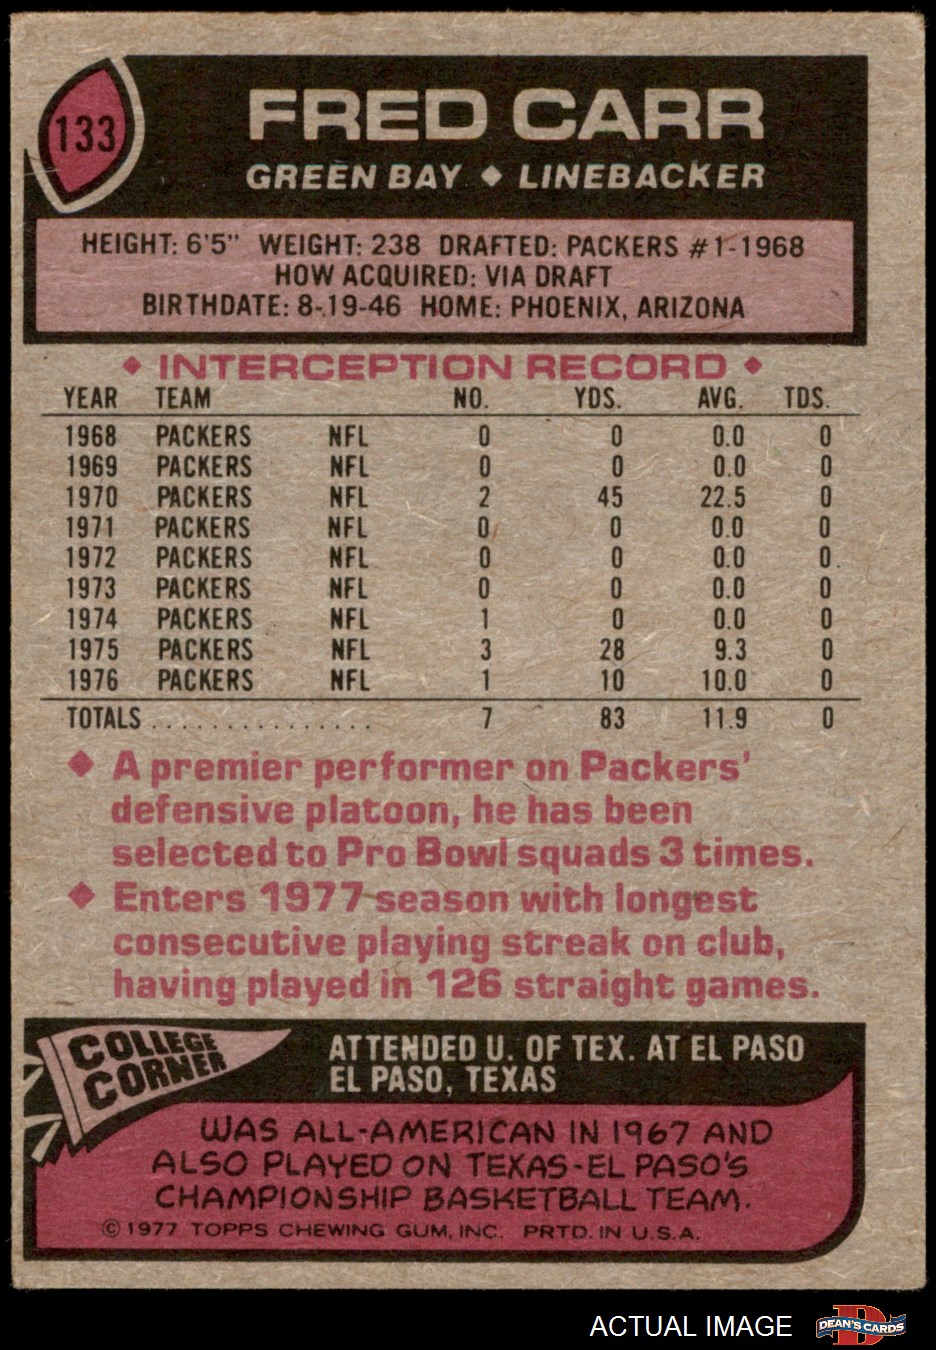 133
FRED CARR
GREEN BAY ◆ LINEBACKER
HEIGHT: 6'5" WEIGHT: 238 DRAFTED: PACKERS #1-1968
HOW ACQUIRED: VIA DRAFT
BIRTHDATE: 8-19-46 HOME: PHOENIX, ARIZONA
◆ INTERCEPTION RECORD ◆
YEAR TEAM NO. YDS. AVG. TDS.
1968 PACKERS NFL 0 0 0.0 0
1969 PACKERS NFL 0 0 0.0 0
1970 PACKERS NFL 2 45 22.5 0
1971 PACKERS NFL 0 0 0.0 0
1972 PACKERS NFL 0 0 0.0 0
1973 PACKERS NFL 0 0 0.0 0
1974 PACKERS NFL 1 0 0.0 0
1975 PACKERS NFL 3 28 9.3 0
1976 PACKERS NFL 1 10 10.0 0
TOTALS . . . . . . . . . . . . . . . 7 83 11.9 0
◆ A premier performer on Packers'
defensive platoon, he has been
selected to Pro Bowl squads 3 times.
◆ Enters 1977 season with longest
consecutive playing streak on club,
having played in 126 straight games.
COLLEGE
CORNER
ATTENDED U. OF TEX. AT EL PASO
EL PASO, TEXAS
WAS ALL-AMERICAN IN 1967 AND
ALSO PLAYED ON TEXAS-EL PASO'S
CHAMPIONSHIP BASKETBALL TEAM.
© 1977 TOPPS CHEWING GUM, INC. PRTD. IN U.S.A.
ACTUAL IMAGE
DEAN'S CARDS